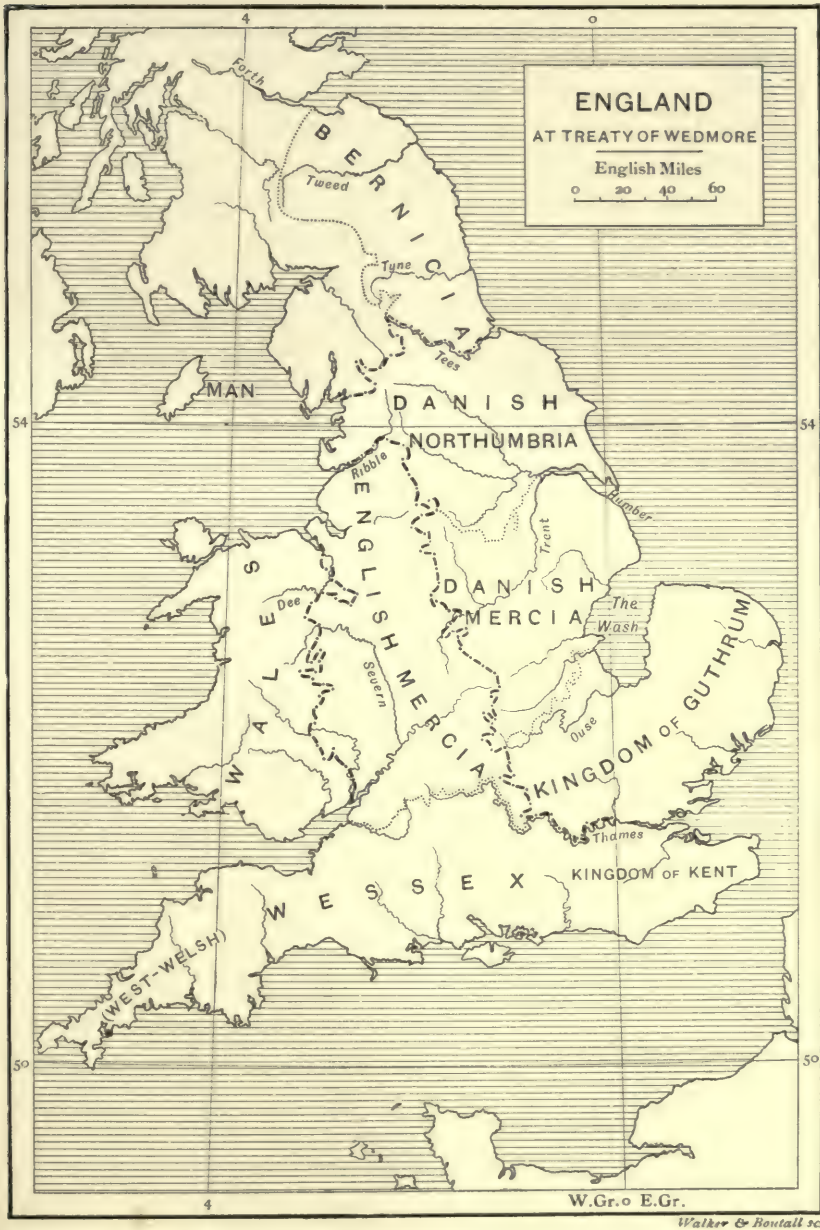 4
0
ENGLAND
AT TREATY OF WEDMORE
English Miles
0 20 40 60
Forth
BERNICIA
Tweed
Tyne
Tees
MAN
DANISH
NORTHUMBRIA
54
54
Ribble
Humber
ENGLISH MERCIA
Trent
DANISH
MERCIA
The
Wash
WALES
Dee
Severn
Ouse
KINGDOM OF GUTHRUM
Thames
WESSEX
KINGDOM OF KENT
(WEST-WELSH)
50
50
4
W.Gr.0 E.Gr.
Walker & Boutall sc